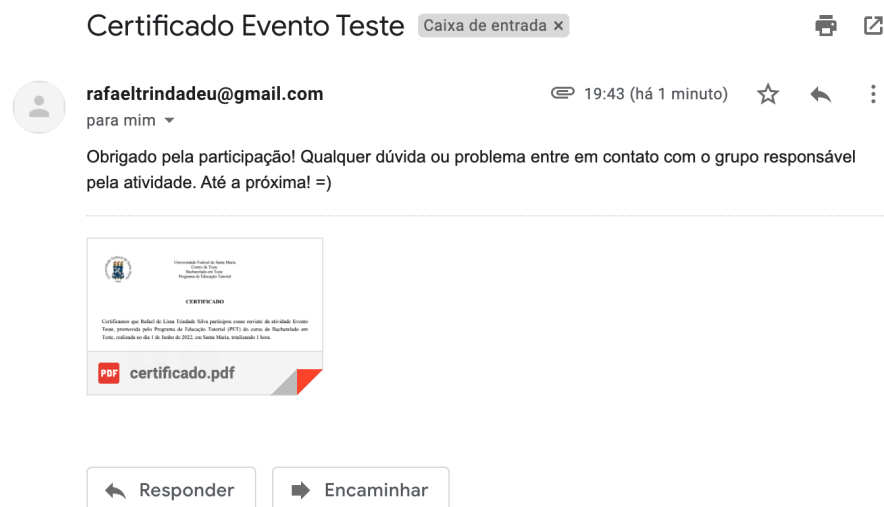 Certificado Evento Teste Caixa de entrada ×
rafaeltrindadeu@gmail.com 19:43 (há 1 minuto)
para mim
Obrigado pela participação! Qualquer dúvida ou problema entre em contato com o grupo responsável
pela atividade. Até a próxima! =)
Universidade Federal de Santa Maria
Centro de Teste
Bacharelado em Teste
Programa de Educação Tutorial
CERTIFICADO
Certificamos que Rafael de Lima Trindade Silva participou como ouvinte da atividade Evento
Teste, promovida pelo Programa de Educação Tutorial (PET) do curso de Bacharelado em
Teste, realizada no dia 1 de Junho de 2022, em Santa Maria, totalizando 1 hora.
PDF certificado.pdf
Responder Encaminhar